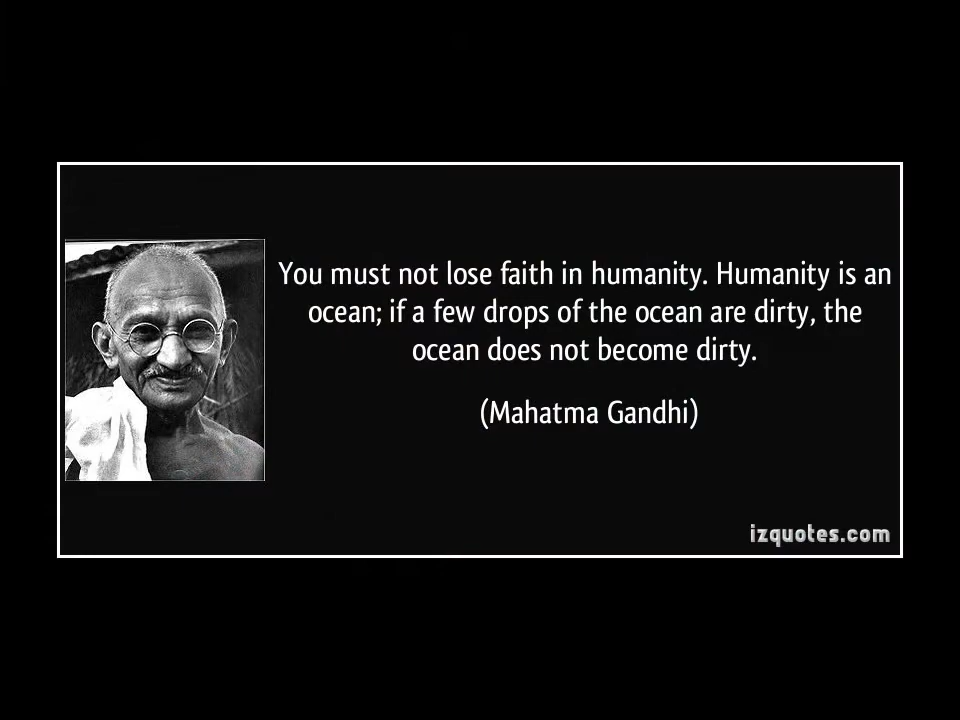 You must not lose faith in humanity. Humanity is an
ocean; if a few drops of the ocean are dirty, the
ocean does not become dirty.
(Mahatma Gandhi)
izquotes.com